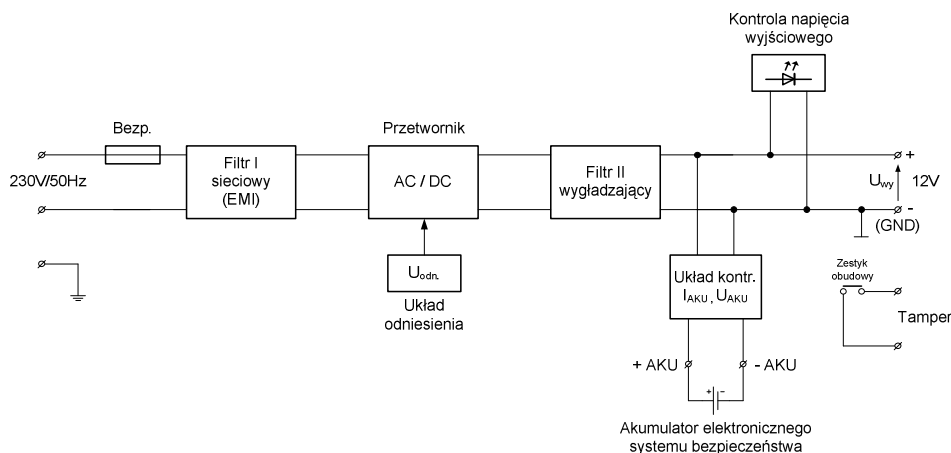 Kontrola napięcia
wyjściowego
Bezp.
Przetwornik
230V/50Hz
Filtr I
sieciowy
(EMI)
AC / DC
Filtr II
wygładzający
+
Uwy
12V
-
(GND)
Uodn.
Układ
odniesienia
Układ kontr.
IAKU, UAKU
Zestyk
obudowy
Tamper
+ AKU
- AKU
+ -
Akumulator elektronicznego
systemu bezpieczeństwa